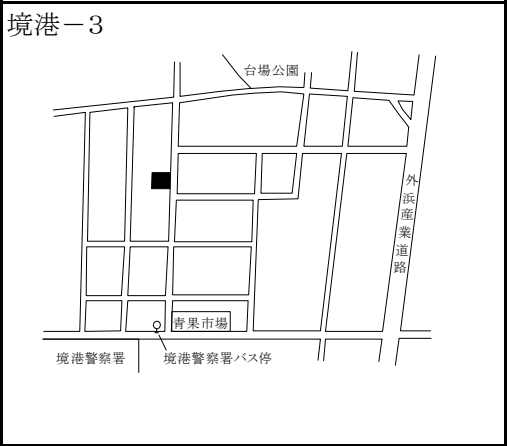 境港－3
台場公園
外浜産業道路
青果市場
境港警察署
境港警察署バス停